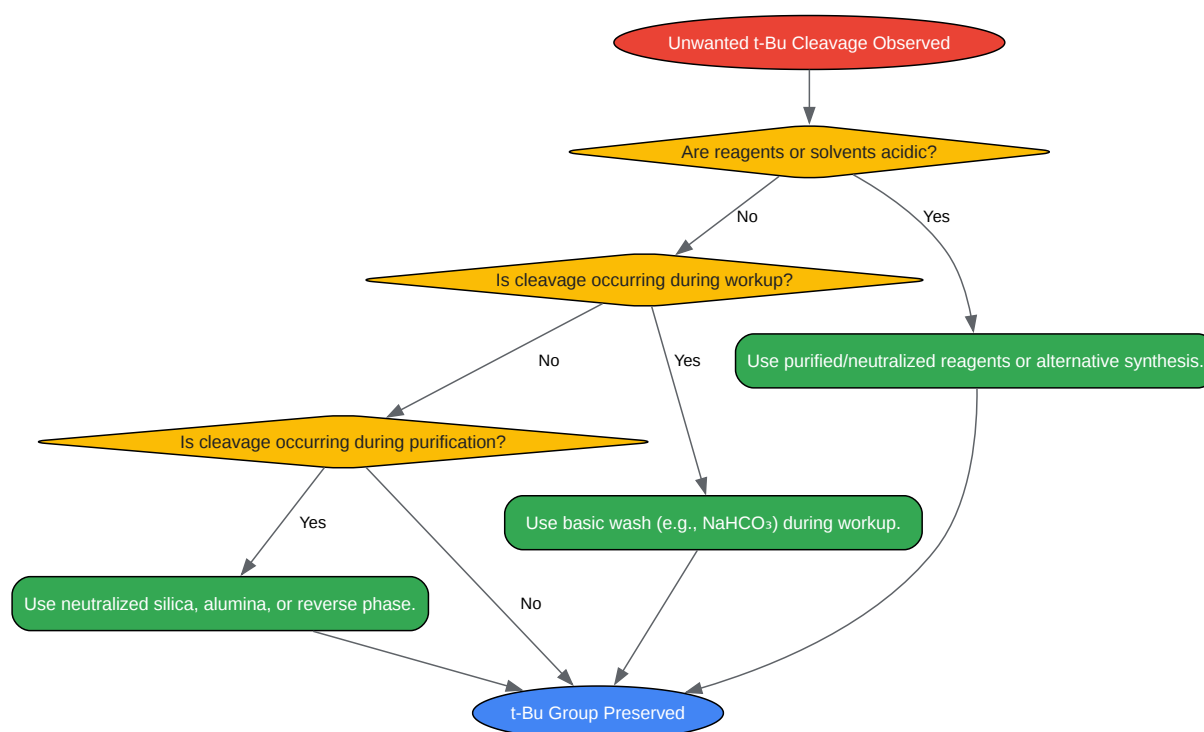 Unwanted t-Bu Cleavage Observed
Are reagents or solvents acidic?
No
Yes
Is cleavage occurring during workup?
No
Yes
Use purified/neutralized reagents or alternative synthesis.
Is cleavage occurring during purification?
Yes
Use basic wash (e.g., NaHCO₃) during workup.
Use neutralized silica, alumina, or reverse phase.
No
t-Bu Group Preserved